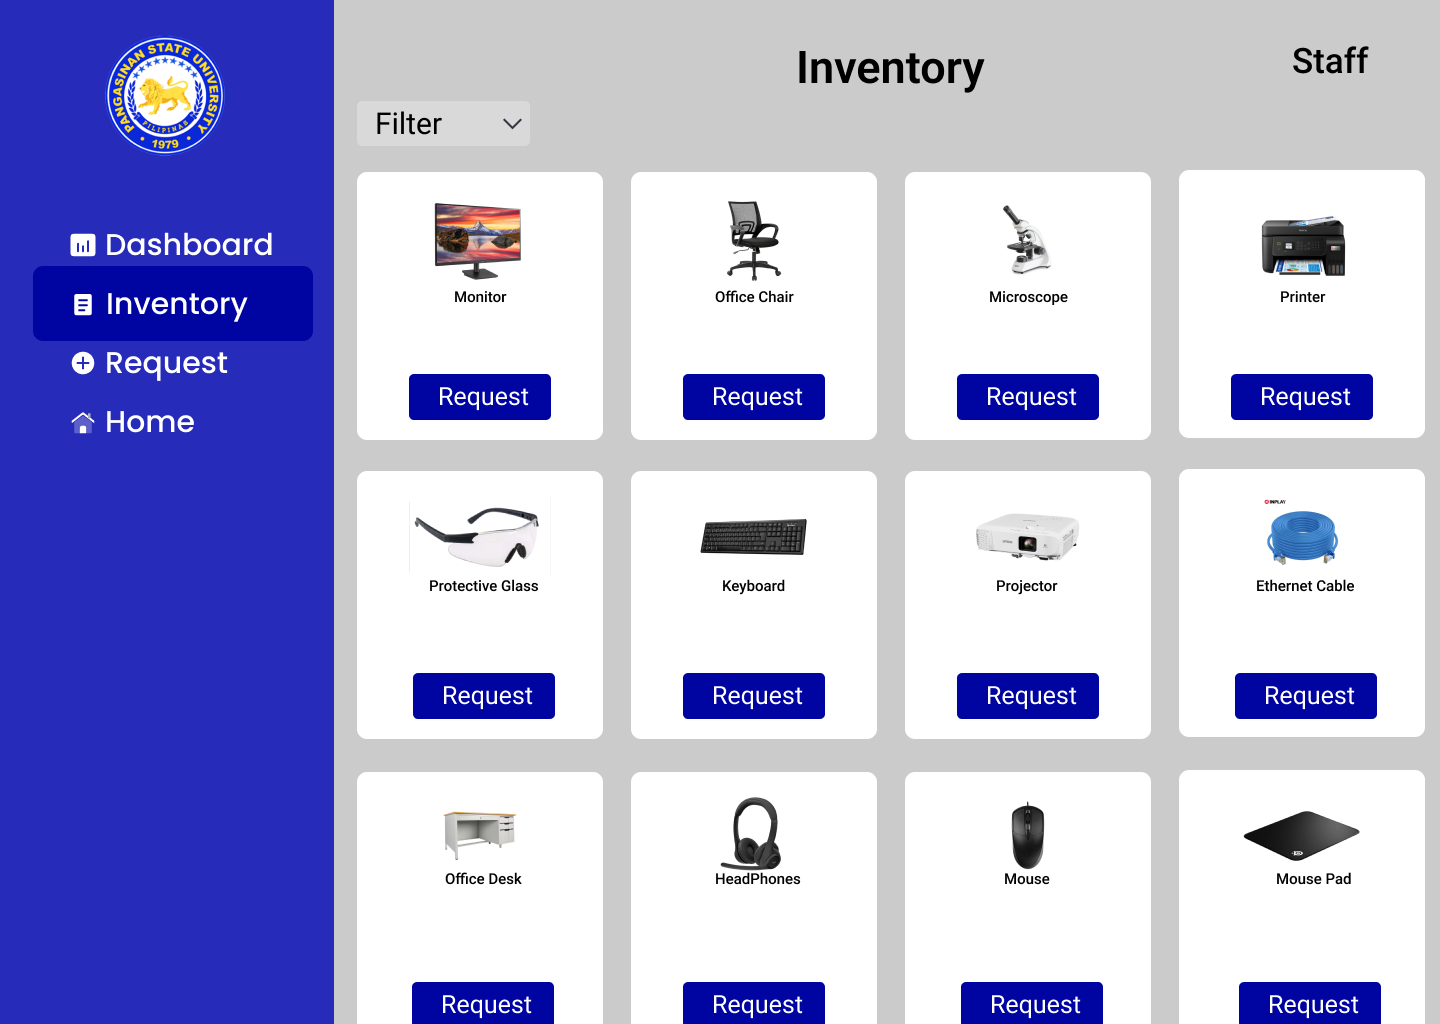 PANGASINAN STATE UNIVERSITY
PILIPINAS
1979
Inventory
Staff
Filter
Dashboard
Inventory
Request
Home
Monitor
Office Chair
Microscope
Printer
Request
Request
Request
Request
INPLAY
Protective Glass
Keyboard
Projector
Ethernet Cable
Request
Request
Request
Request
Office Desk
HeadPhones
Mouse
Mouse Pad
Request
Request
Request
Request